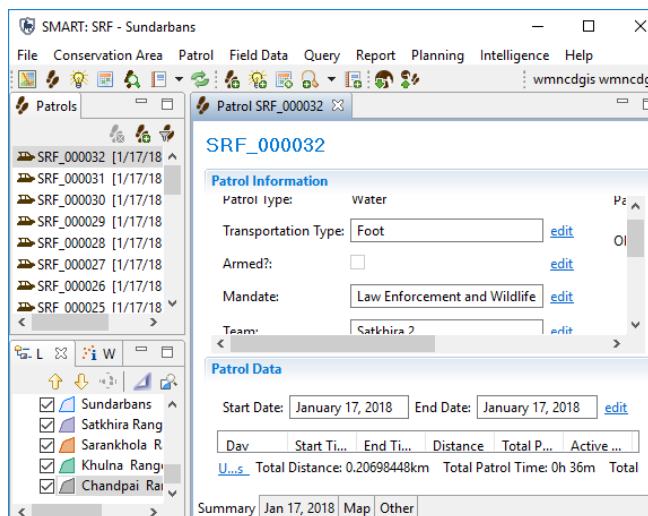 SMART: SRF - Sundarbans
File Conservation Area Patrol Field Data Query Report Planning Intelligence Help
wmncdgis wmncdg
Patrols
SRF_000032 [1/17/18
SRF_000031 [1/17/18
SRF_000030 [1/17/18
SRF_000029 [1/17/18
SRF_000028 [1/17/18
SRF_000027 [1/17/18
SRF_000026 [1/17/18
SRF_000025 [1/17/18
L W
Sundarbans
Satkhira Rang
Sarankhola R
Khulna Rang
Chandpai Ra
Patrol SRF_000032
SRF_000032
Patrol Information
Patrol Type: Water Pa
Transportation Type: Foot edit
Ol
Armed?: edit
Mandate: Law Enforcement and Wildlife edit
Team: Satkhira 2 edit
Patrol Data
Start Date: January 17, 2018 End Date: January 17, 2018 edit
Day Start Ti... End Ti... Distance Total P... Active ...
U...s Total Distance: 0.20698448km Total Patrol Time: 0h 36m Total
Summary Jan 17, 2018 Map Other